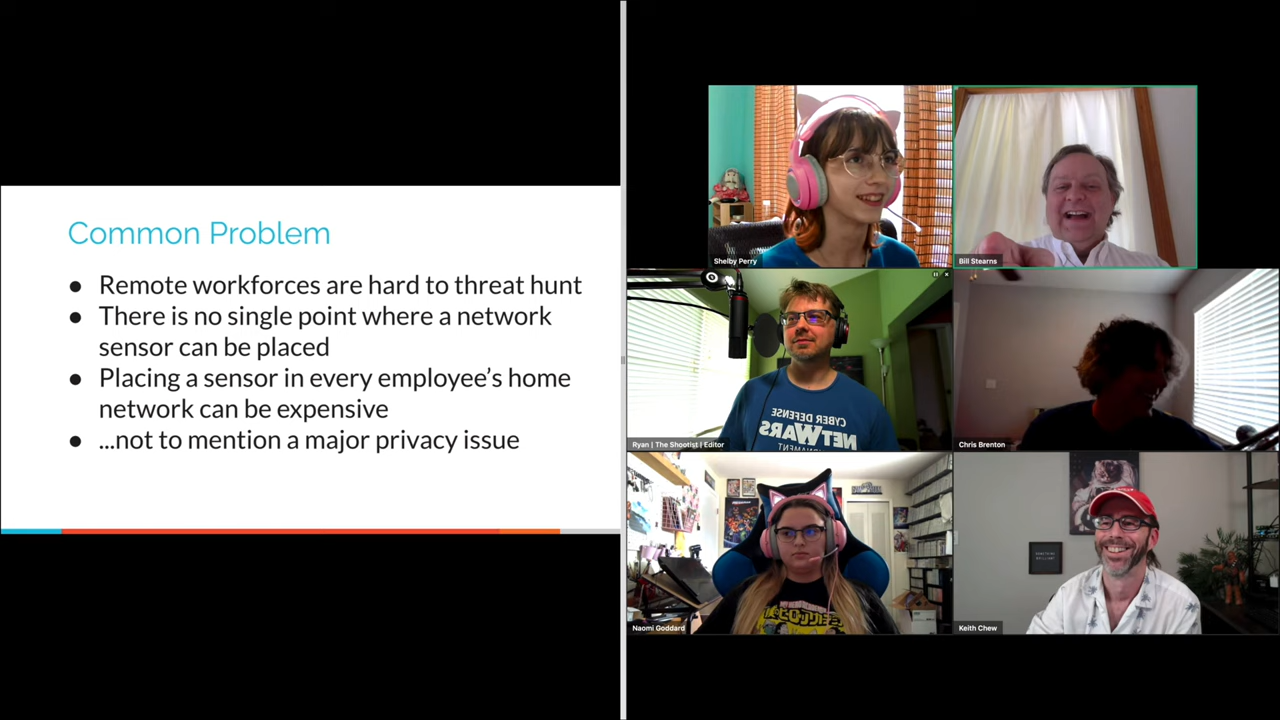 Common Problem
● Remote workforces are hard to threat hunt
● There is no single point where a network
sensor can be placed
● Placing a sensor in every employee's home
network can be expensive
● ...not to mention a major privacy issue
Shelby Perry
Bill Stearns
CYBER DEFENSE
NETWARS
Ryan | The Shootist | Editor
Chris Brenton
Naomi Goddard
Keith Chew